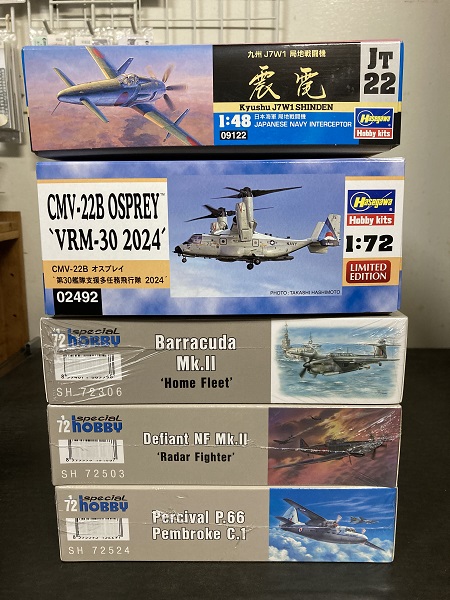 九州 J7W1 局地戦闘機
震電
Kyushu J7W1 SHINDEN
1:48
09122
日本海軍 局地戦闘機
JAPANESE NAVY INTERCEPTOR
JT
22
Hasegawa
Hobby kits
CMV-22B OSPREY™
'VRM-30 2024'
CMV-22B オスプレイ
"第30艦隊支援多任務飛行隊 2024"
02492
PHOTO: TAKASHI HASHIMOTO
Hasegawa
Hobby kits
1:72
LIMITED
EDITION
1/72 special
HOBBY
SH 72306
Barracuda
Mk.II
'Home Fleet'
1/72 special
HOBBY
SH 72503
Defiant NF Mk.II
'Radar Fighter'
1/72 special
HOBBY
SH 72524
Percival P.66
Pembroke C.1